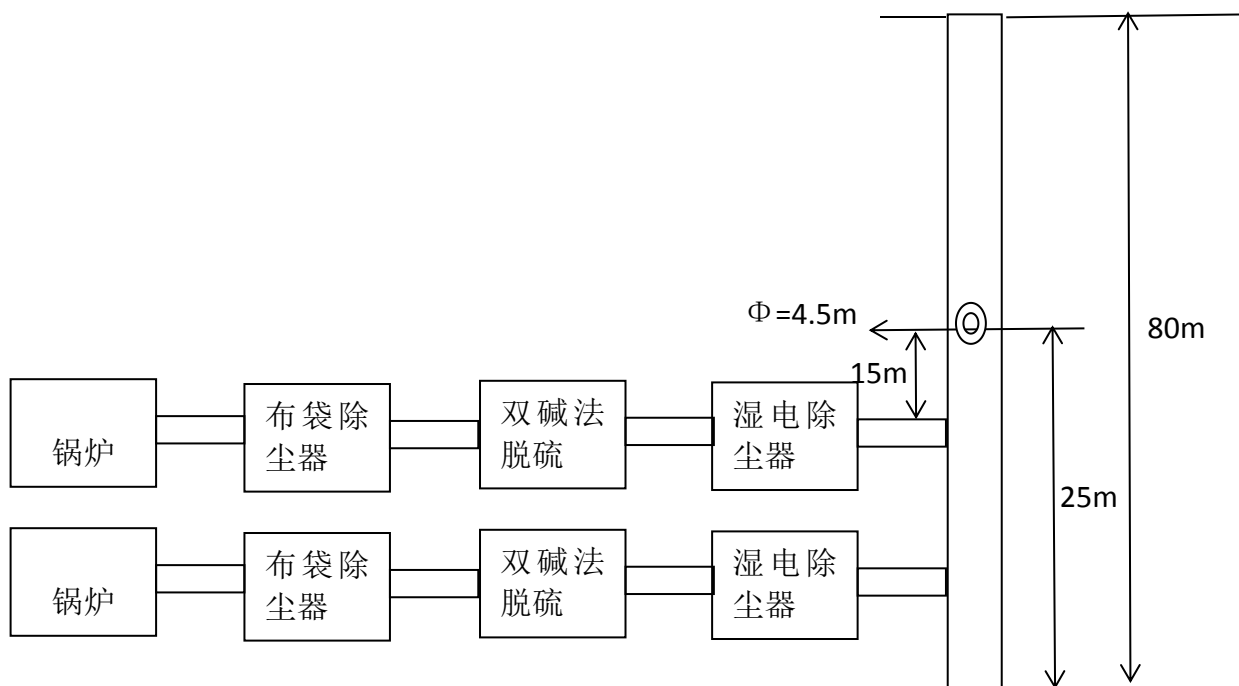 Φ=4.5m
80m
15m
25m
锅炉
布袋除
尘器
双碱法
脱硫
湿电除
尘器
锅炉
布袋除
尘器
双碱法
脱硫
湿电除
尘器